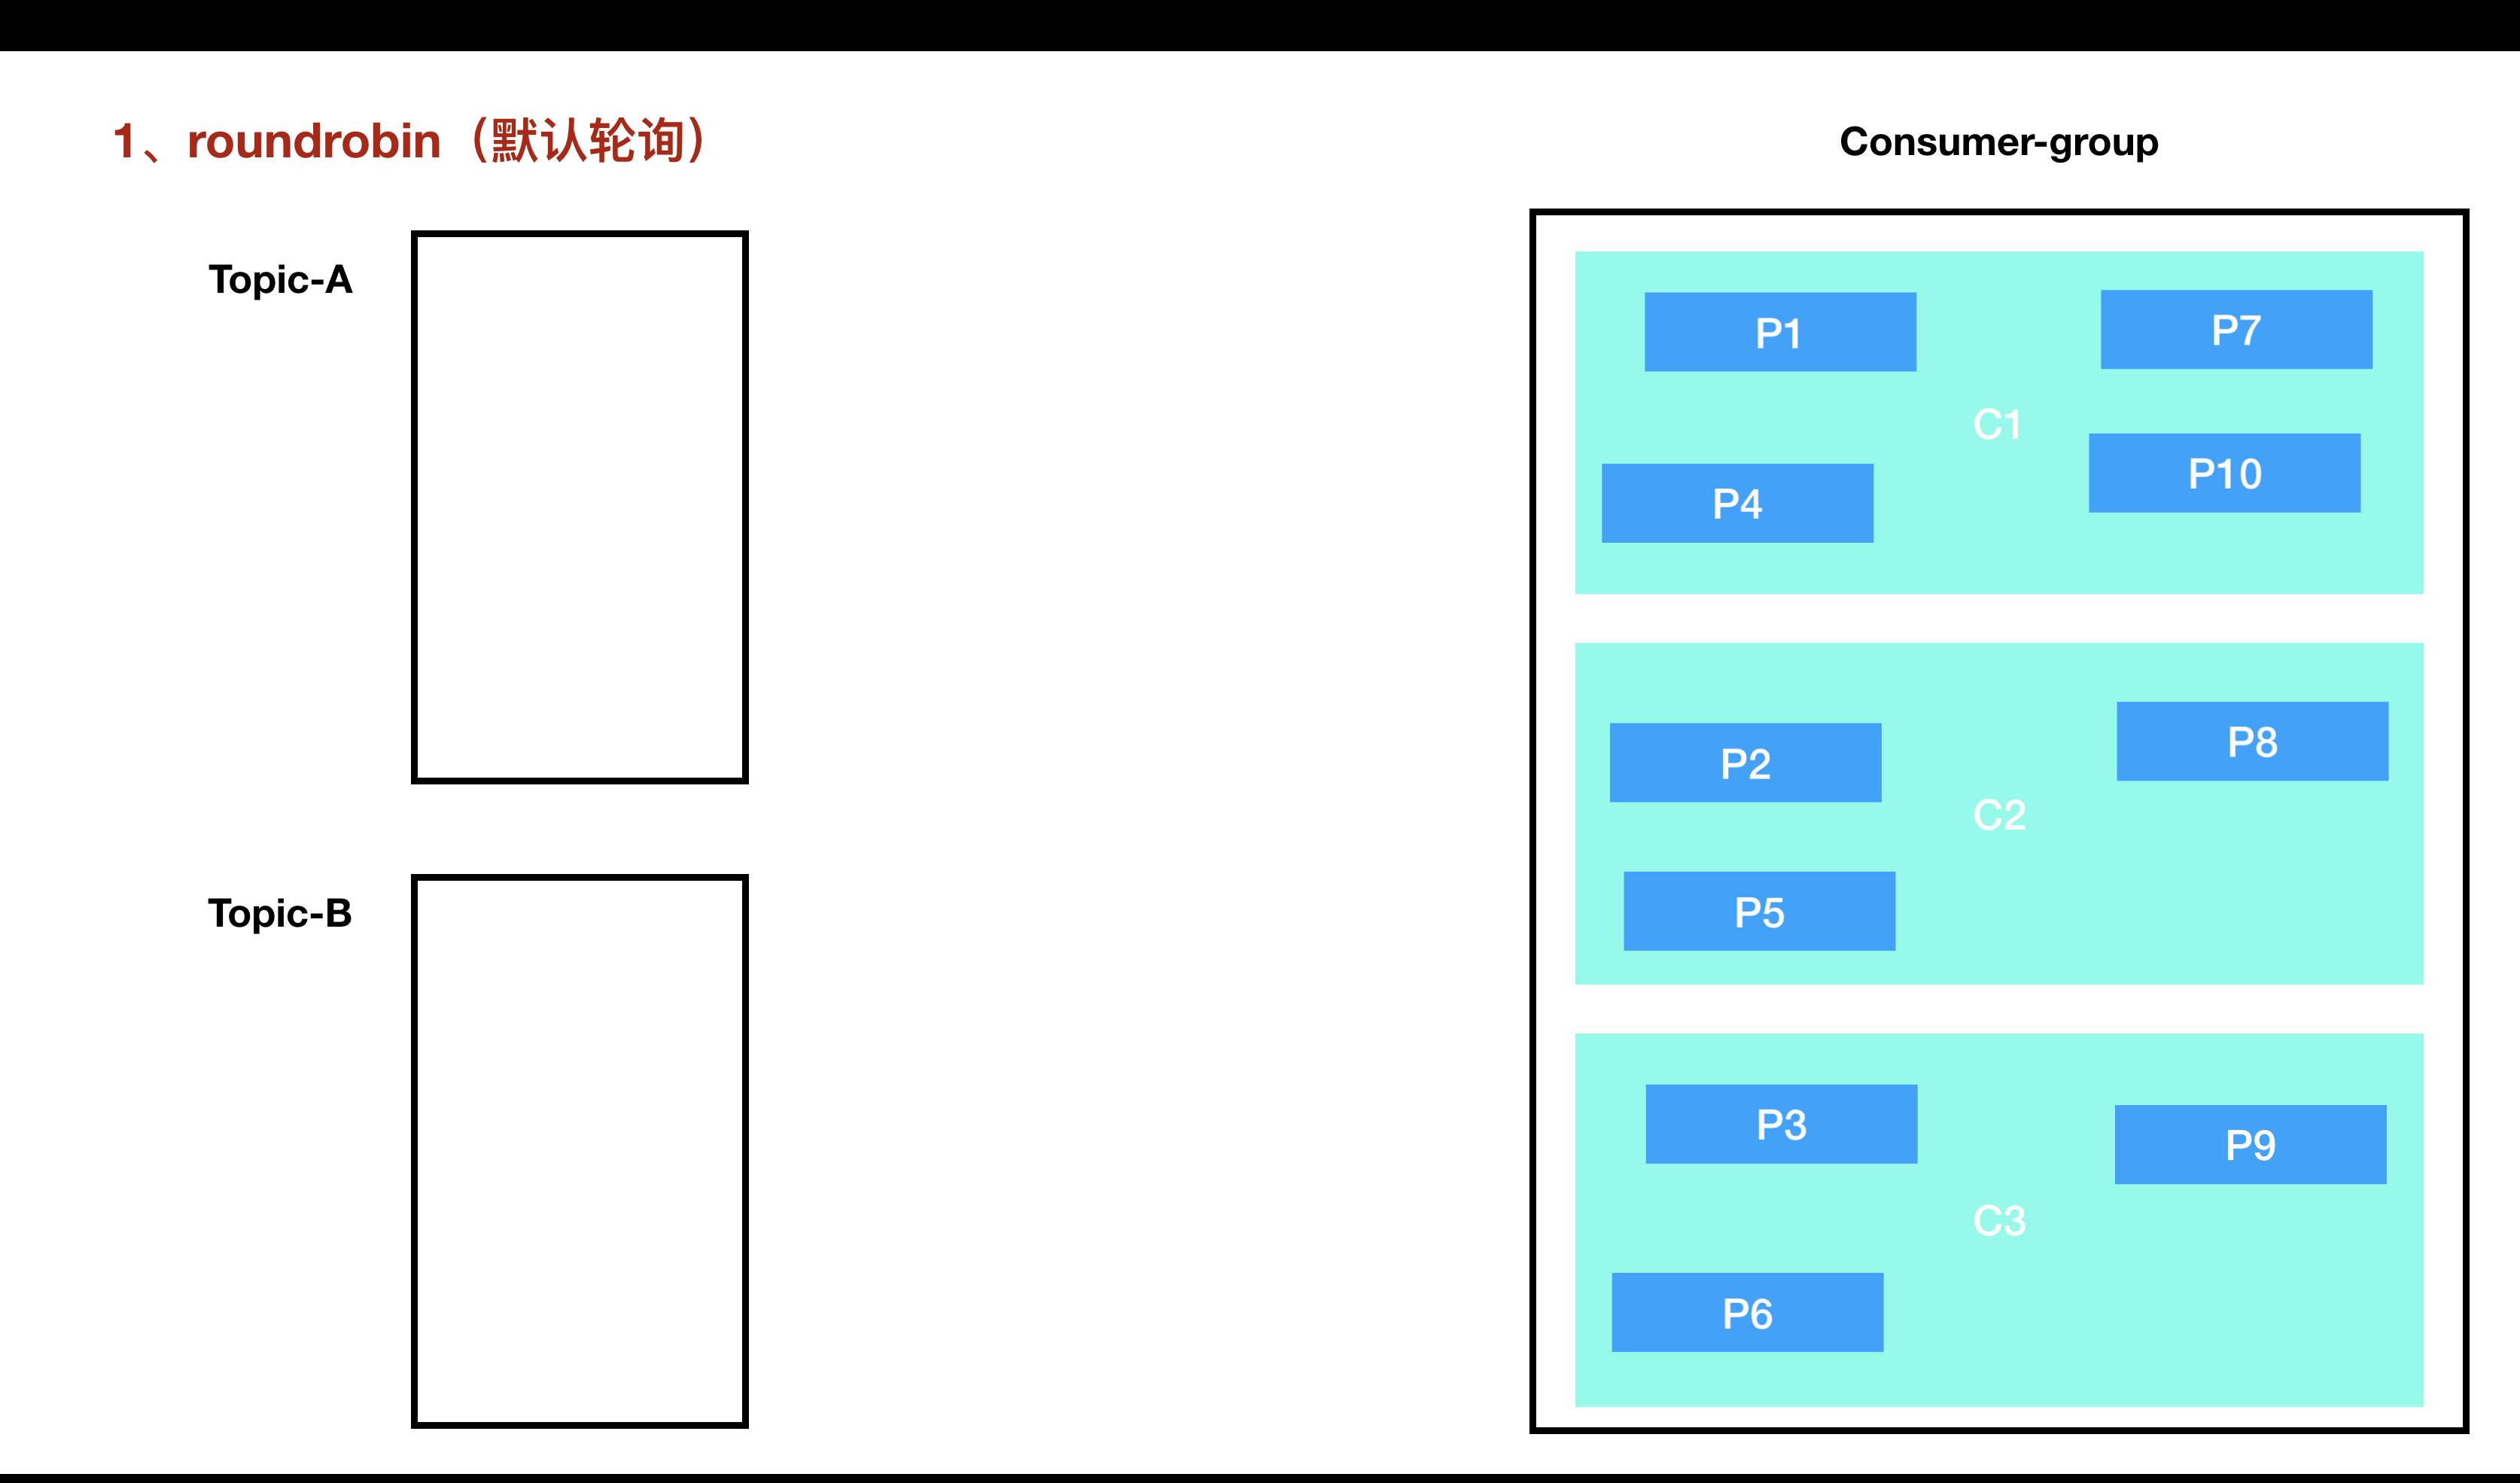 1、roundrobin（默认轮询）
Consumer-group
Topic-A
Topic-B
P1
P7
C1
P4
P10
P2
P8
C2
P5
P3
P9
C3
P6